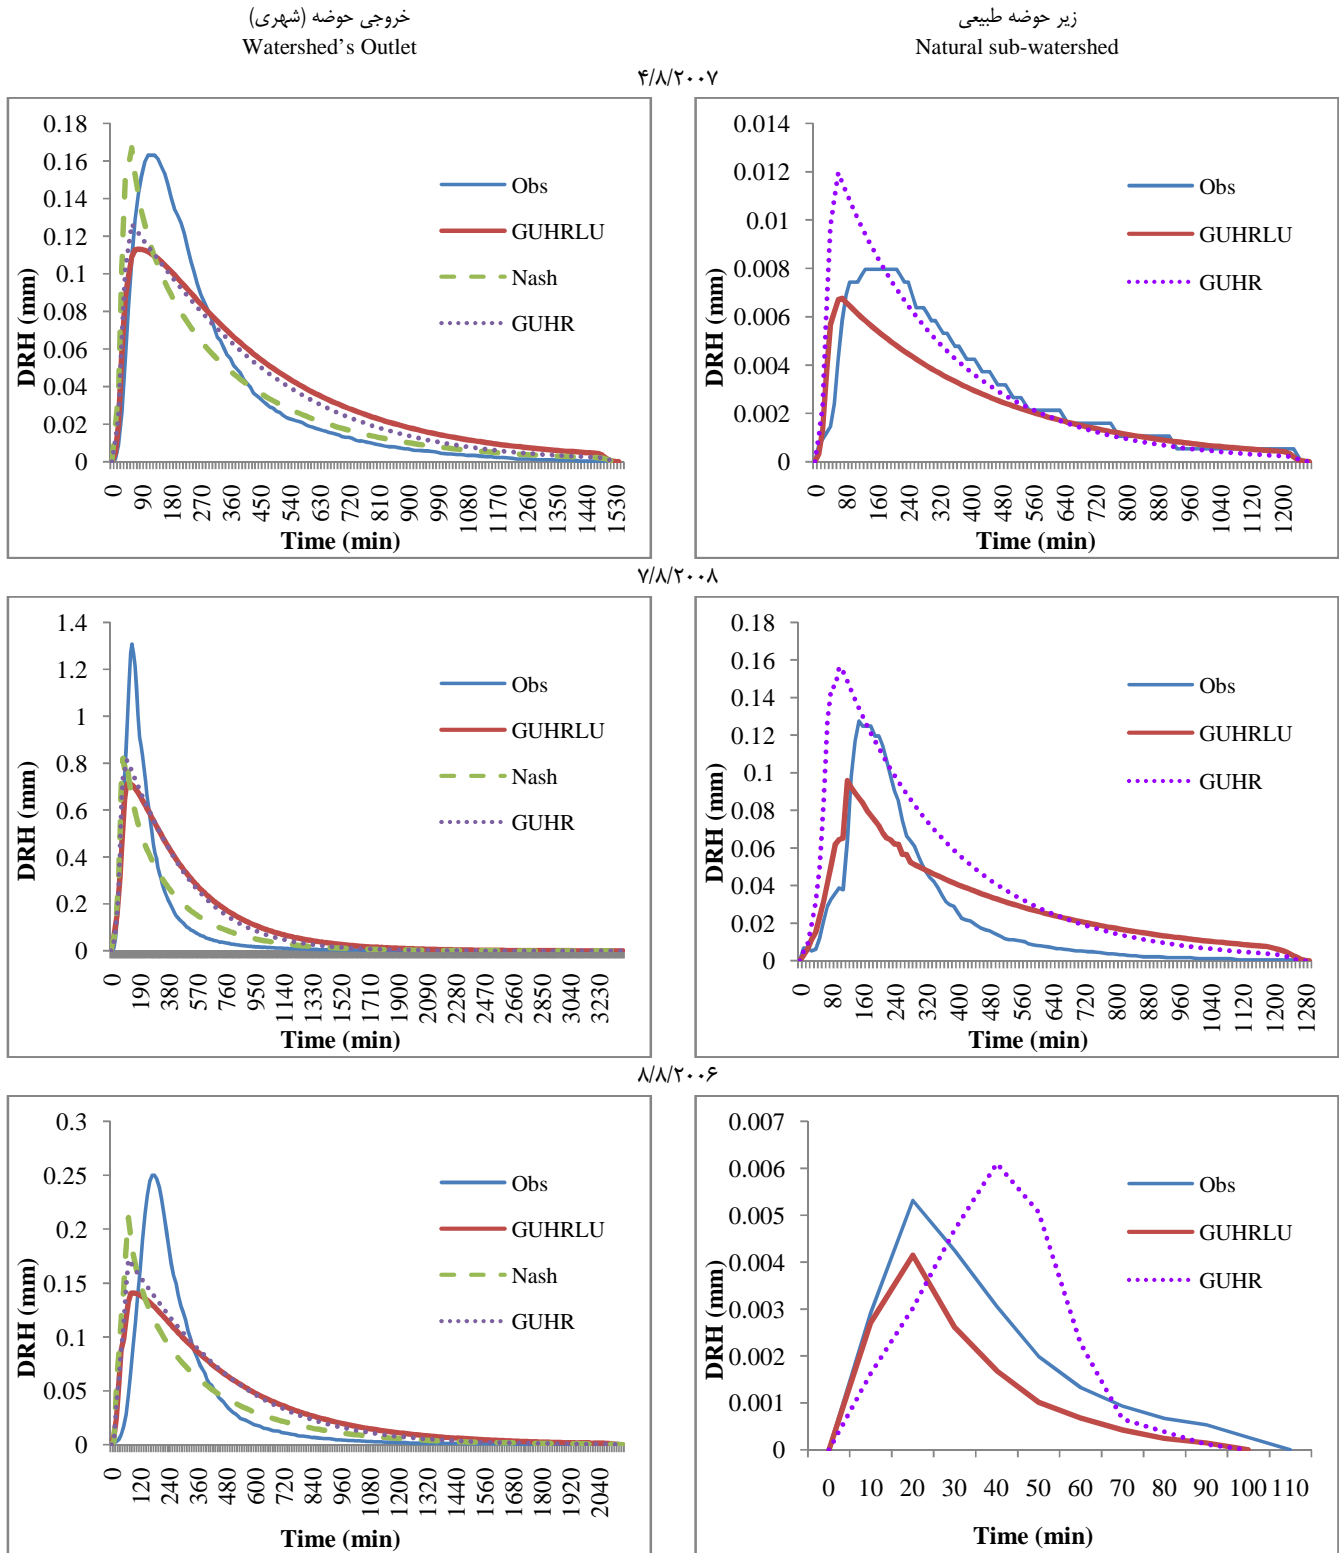 خروجی حوضه (شهری)
Watershed's Outlet
زیر حوضه طبیعی
Natural sub-watershed
۴/۸/۲۰۰۷
0.18
0.16
0.14
0.12
0.1
0.08
0.06
0.04
0.02
0
DRH (mm)
Obs
GUHRLU
Nash
GUHR
0 90 180 270 360 450 540 630 720 810 900 990 1080 1170 1260 1350 1440 1530
Time (min)
0.014
0.012
0.01
0.008
0.006
0.004
0.002
0
DRH (mm)
Obs
GUHRLU
GUHR
0 80 160 240 320 400 480 560 640 720 800 880 960 1040 1120 1200
Time (min)
۷/۸/۲۰۰۸
1.4
1.2
1
0.8
0.6
0.4
0.2
0
DRH (mm)
Obs
GUHRLU
Nash
GUHR
0 190 380 570 760 950 1140 1330 1520 1710 1900 2090 2280 2470 2660 2850 3040 3230
Time (min)
0.18
0.16
0.14
0.12
0.1
0.08
0.06
0.04
0.02
0
DRH (mm)
Obs
GUHRLU
GUHR
0 80 160 240 320 400 480 560 640 720 800 880 960 1040 1120 1200 1280
Time (min)
۸/۸/۲۰۰۶
0.3
0.25
0.2
0.15
0.1
0.05
0
DRH (mm)
Obs
GUHRLU
Nash
GUHR
0 120 240 360 480 600 720 840 960 1080 1200 1320 1440 1560 1680 1800 1920 2040
Time (min)
0.007
0.006
0.005
0.004
0.003
0.002
0.001
0
DRH (mm)
Obs
GUHRLU
GUHR
0 10 20 30 40 50 60 70 80 90 100 110
Time (min)